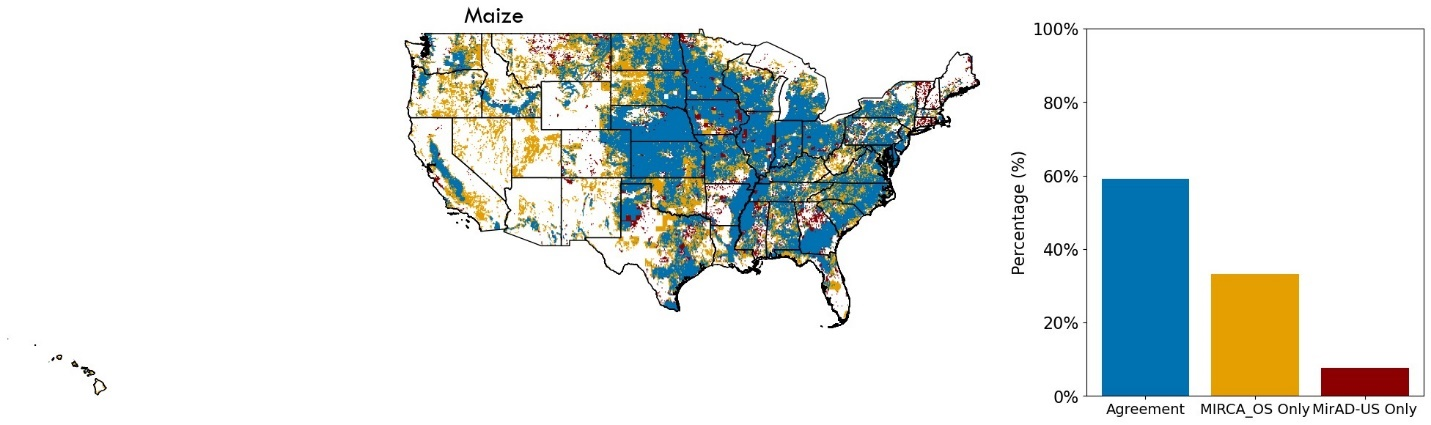 Maize
100%
80%
60%
40%
20%
0%
Percentage (%)
Agreement
MIRCA_OS Only
MirAD-US Only